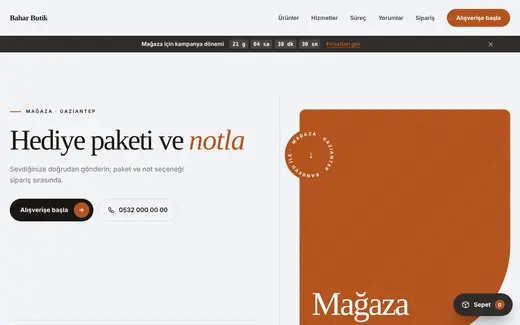 Bahar Butik
Ürünler Hizmetler Süreç Yorumlar Sipariş Alışverişe başla
Mağaza için kampanya dönemi 21 g 04 sa 38 dk 30 sn Fırsatları gör
MAĞAZA · GAZİANTEP
Hediye paketi ve notla
Sevdiğinize doğrudan gönderin; paket ve not seçeneği
sipariş sırasında.
Alışverişe başla
0532 000 00 00
MAĞAZA · GAZİANTEP · RANDEVU İLE ·
Mağaza
Sepet 0